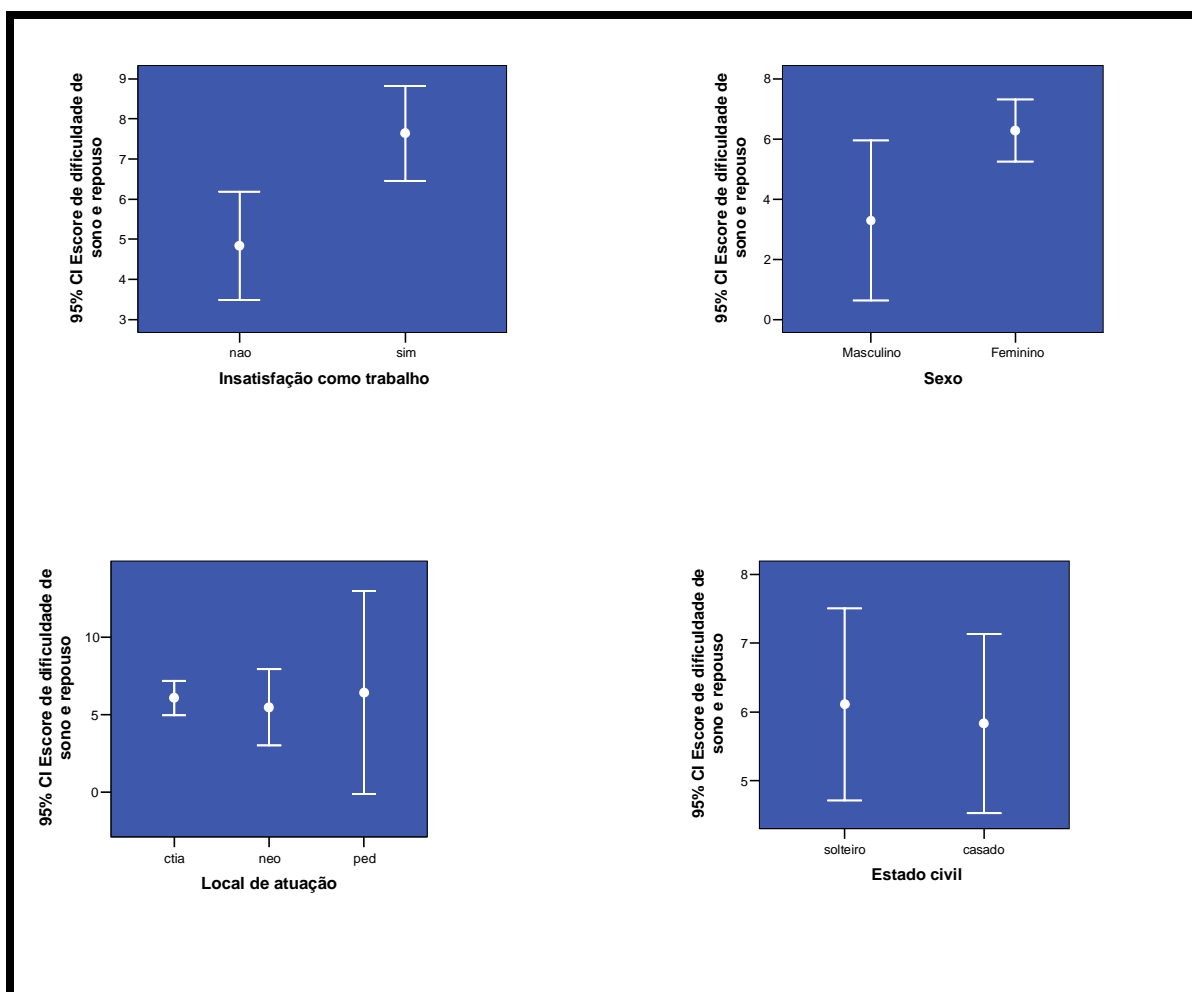 95% CI Escore de dificuldade de
sono e repouso
9
8
7
6
5
4
3
nao sim
Insatisfação como trabalho
95% CI Escore de dificuldade de
sono e repouso
8
6
4
2
0
Masculino Feminino
Sexo
95% CI Escore de dificuldade de
sono e repouso
10
5
0
ctia neo ped
Local de atuação
95% CI Escore de dificuldade de
sono e repouso
8
7
6
5
solteiro casado
Estado civil